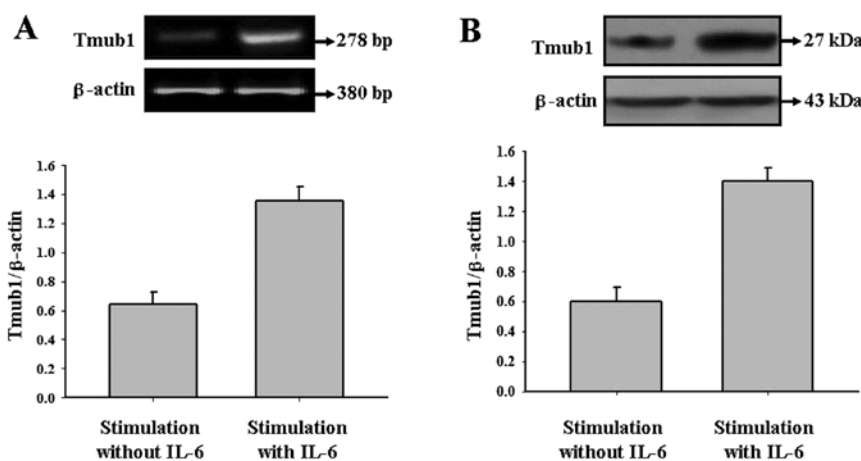 A
Tmub1
278 bp
β-actin
380 bp
1.6
1.4
1.2
1.0
0.8
0.6
0.4
0.2
0.0
Tmub1/β-actin
Stimulation
without IL-6
Stimulation
with IL-6
B
Tmub1
27 kDa
β-actin
43 kDa
1.6
1.4
1.2
1.0
0.8
0.6
0.4
0.2
0.0
Tmub1/β-actin
Stimulation
without IL-6
Stimulation
with IL-6